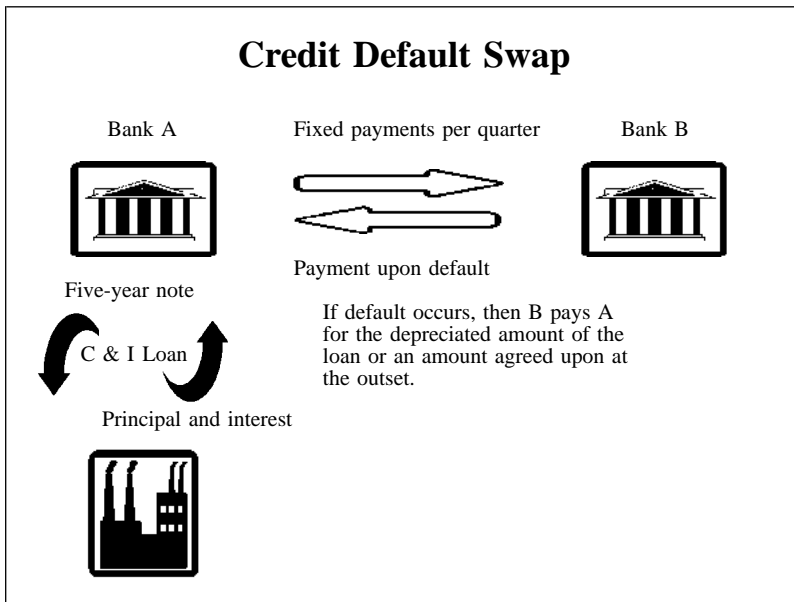 Credit Default Swap
Bank A
Fixed payments per quarter
Bank B
Payment upon default
Five-year note
If default occurs, then B pays A
for the depreciated amount of the
loan or an amount agreed upon at
the outset.
C & I Loan
Principal and interest